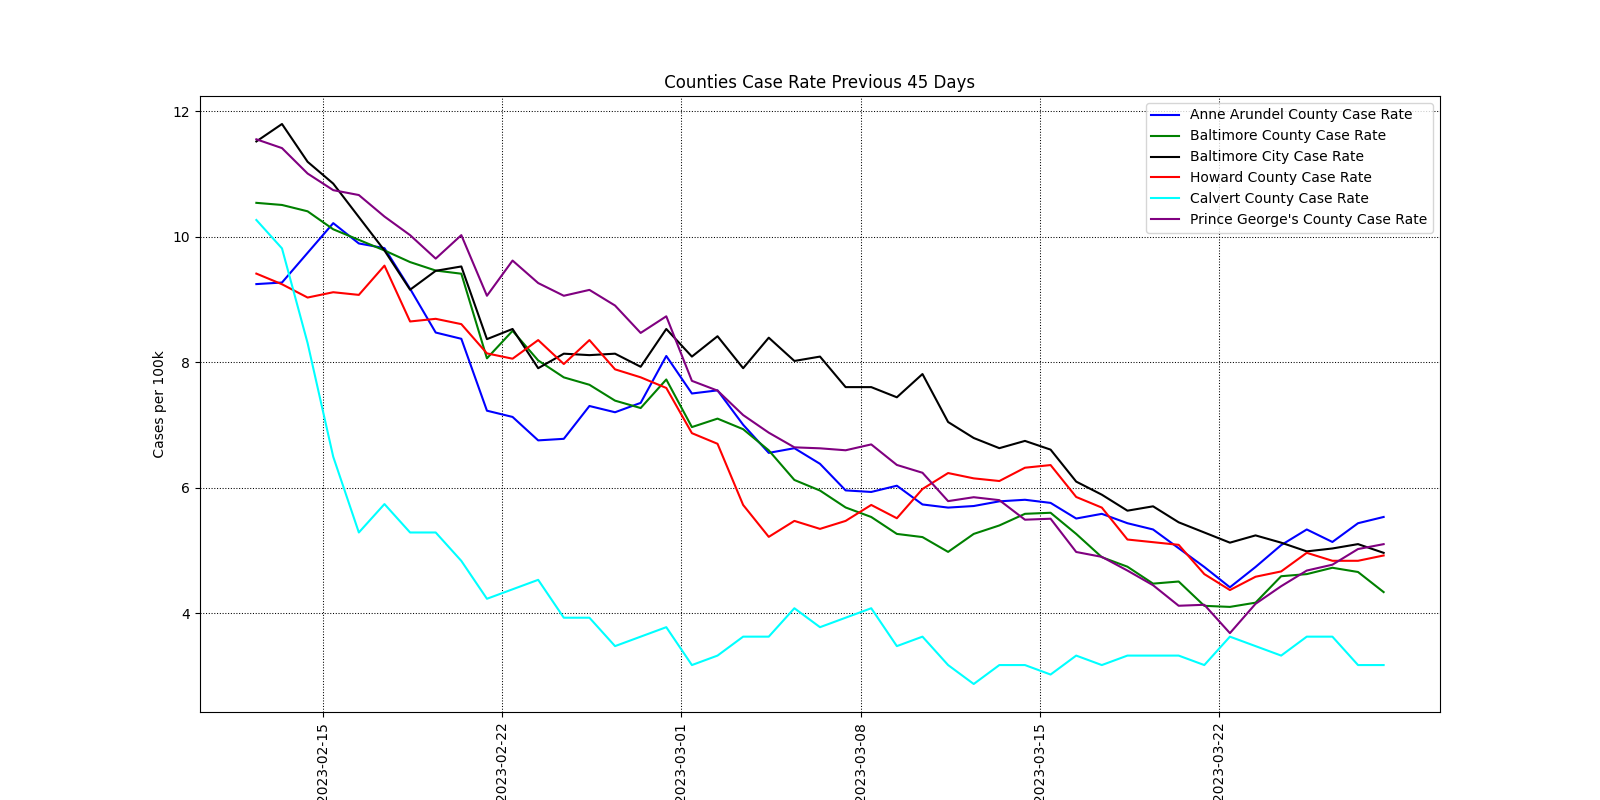 Counties Case Rate Previous 45 Days
Cases per 100k
12
10
8
6
4
Anne Arundel County Case Rate
Baltimore County Case Rate
Baltimore City Case Rate
Howard County Case Rate
Calvert County Case Rate
Prince George's County Case Rate
2023-02-15
2023-02-22
2023-03-01
2023-03-08
2023-03-15
2023-03-22